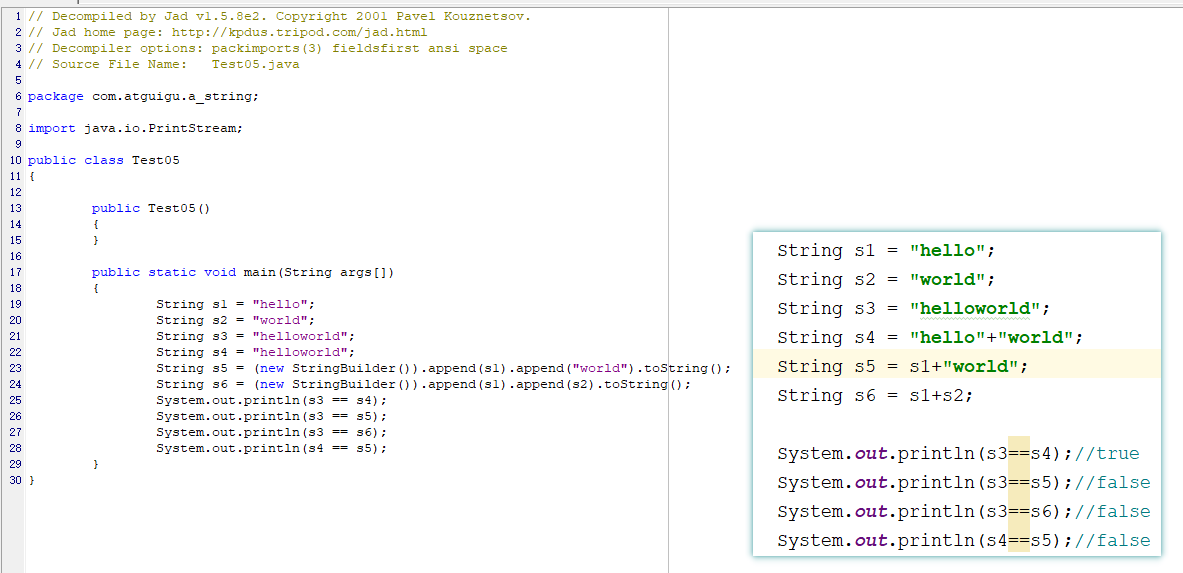 1 // Decompiled by Jad v1.5.8e2. Copyright 2001 Pavel Kouznetsov.
2 // Jad home page: http://kpdus.tripod.com/jad.html
3 // Decompiler options: packimports(3) fieldsfirst ansi space
4 // Source File Name:   Test05.java
5
6 package com.atguigu.a_string;
7
8 import java.io.PrintStream;
9
10 public class Test05
11 {
12
13         public Test05()
14         {
15         }
16
17         public static void main(String args[])
18         {
19                 String s1 = "hello";
20                 String s2 = "world";
21                 String s3 = "helloworld";
22                 String s4 = "helloworld";
23                 String s5 = (new StringBuilder()).append(s1).append("world").toString();
24                 String s6 = (new StringBuilder()).append(s1).append(s2).toString();
25                 System.out.println(s3 == s4);
26                 System.out.println(s3 == s5);
27                 System.out.println(s3 == s6);
28                 System.out.println(s4 == s5);
29         }
30 }
String s1 = "hello";
String s2 = "world";
String s3 = "helloworld";
String s4 = "hello"+"world";
String s5 = s1+"world";
String s6 = s1+s2;
System.out.println(s3==s4);//true
System.out.println(s3==s5);//false
System.out.println(s3==s6);//false
System.out.println(s4==s5);//false